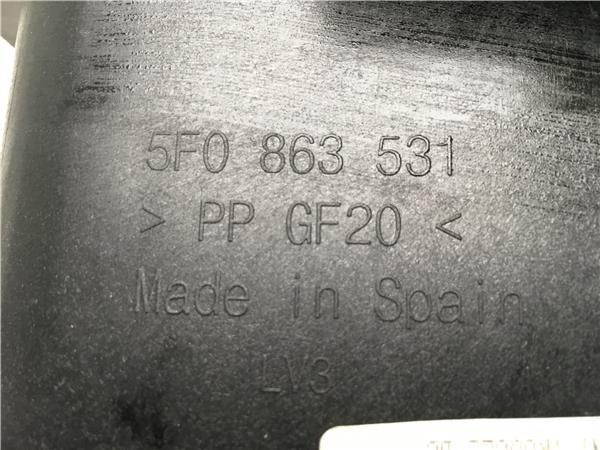 5F0 863 531
> PP GF20 <
Made in Spain
LV3